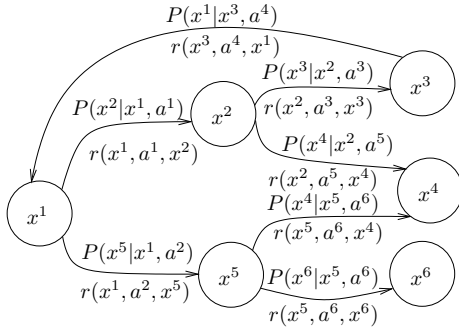 P(x^1|x^3, a^4)
r(x^3, a^4, x^1)
P(x^3|x^2, a^3)
x^3
P(x^2|x^1, a^1)
x^2
r(x^2, a^3, x^3)
r(x^1, a^1, x^2)
P(x^4|x^2, a^5)
r(x^2, a^5, x^4)
x^4
x^1
P(x^4|x^5, a^6)
r(x^5, a^6, x^4)
P(x^5|x^1, a^2)
x^5
P(x^6|x^5, a^6)
x^6
r(x^1, a^2, x^5)
r(x^5, a^6, x^6)